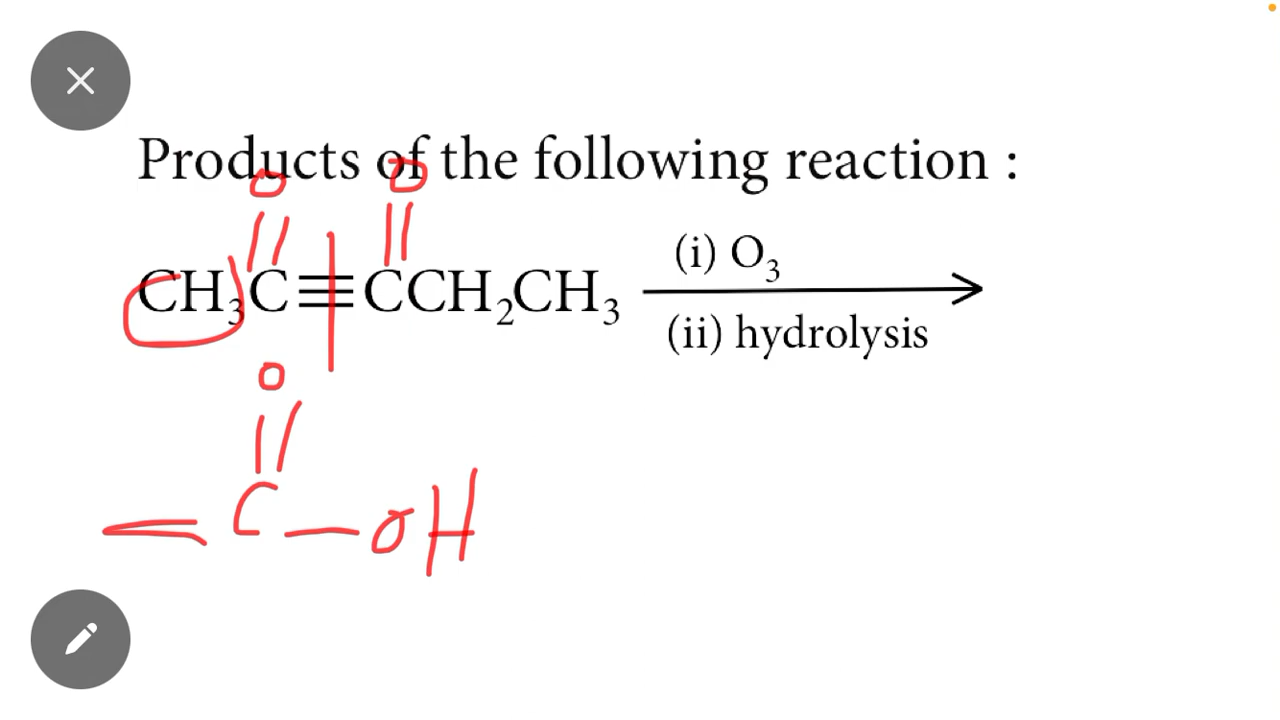 Products of the following reaction :
O O
CH₃C≡CCH₂CH₃ (i) O₃
(ii) hydrolysis
O
C—OH